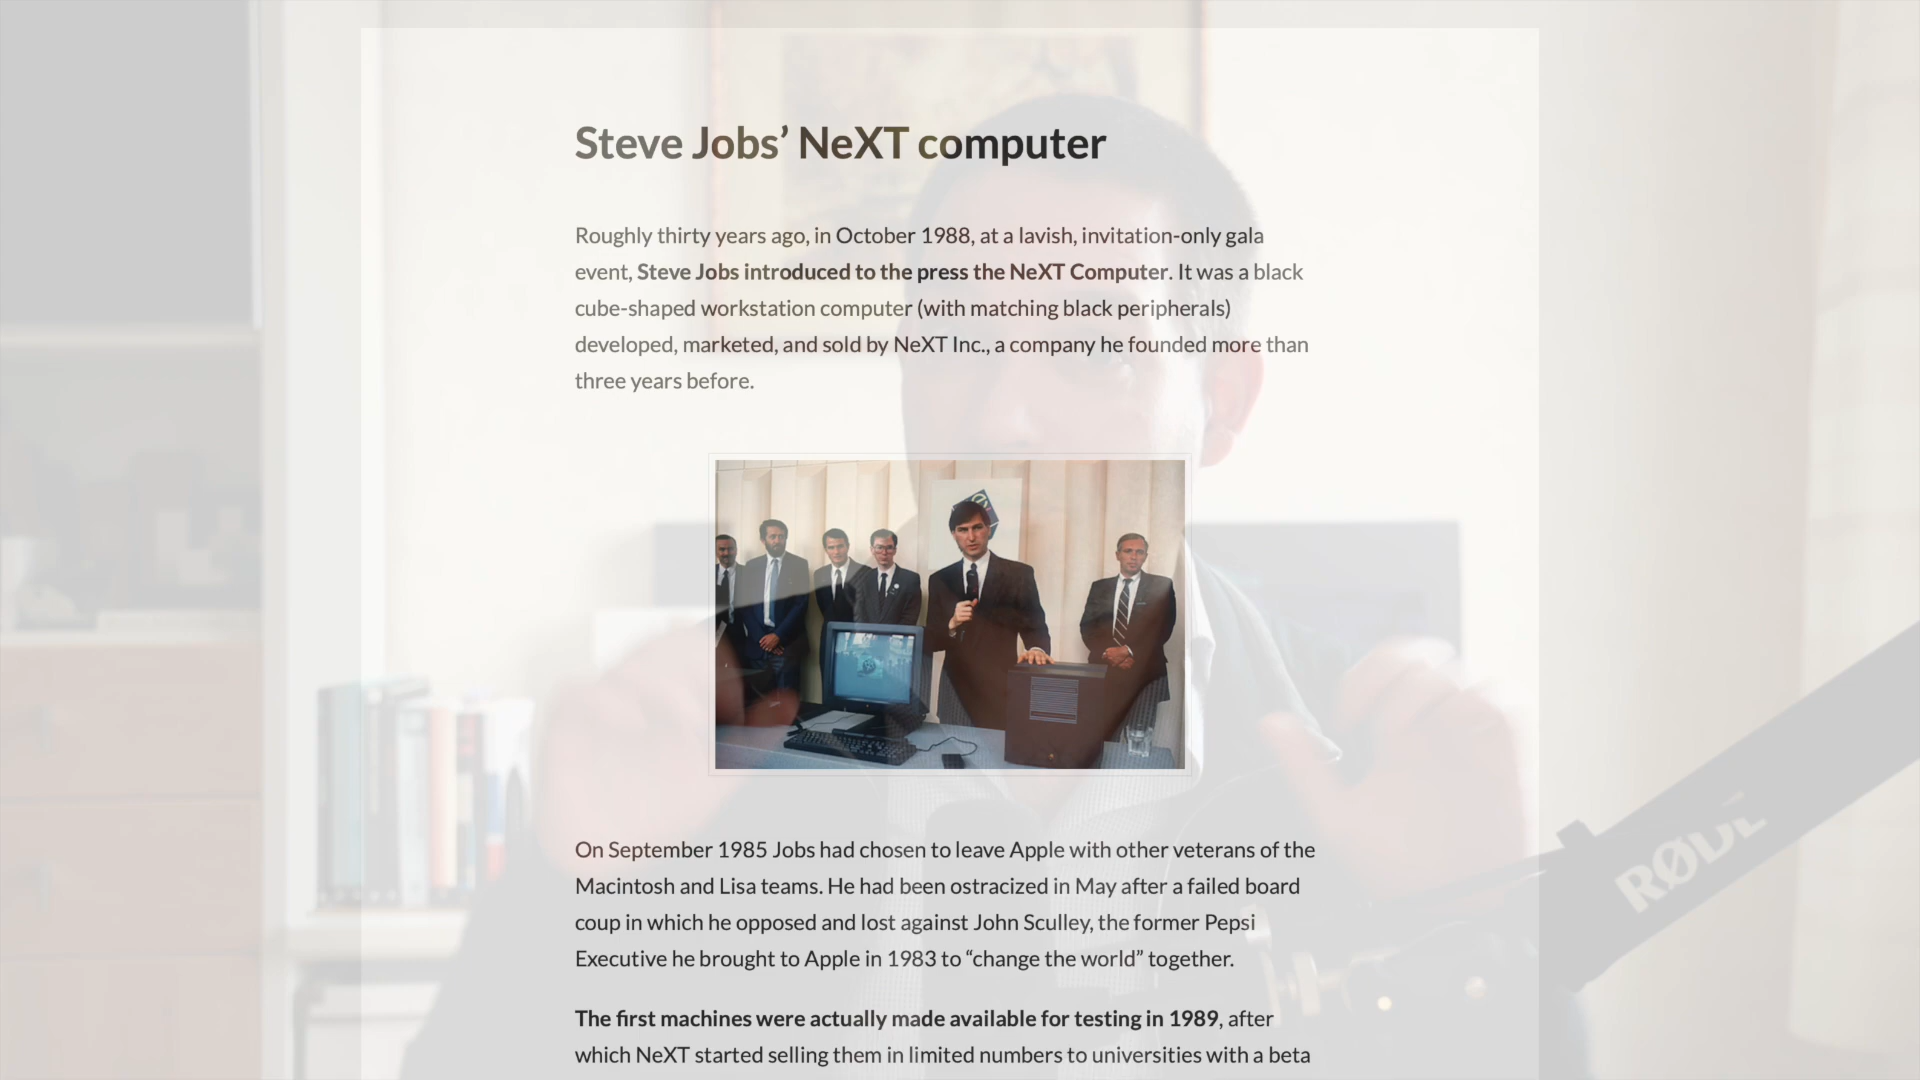 Steve Jobs’ NeXT computer
Roughly thirty years ago, in October 1988, at a lavish, invitation-only gala
event, Steve Jobs introduced to the press the NeXT Computer. It was a black
cube-shaped workstation computer (with matching black peripherals)
developed, marketed, and sold by NeXT Inc., a company he founded more than
three years before.
On September 1985 Jobs had chosen to leave Apple with other veterans of the
Macintosh and Lisa teams. He had been ostracized in May after a failed board
coup in which he opposed and lost against John Sculley, the former Pepsi
Executive he brought to Apple in 1983 to “change the world” together.
RØDE
The first machines were actually made available for testing in 1989, after
which NeXT started selling them in limited numbers to universities with a beta